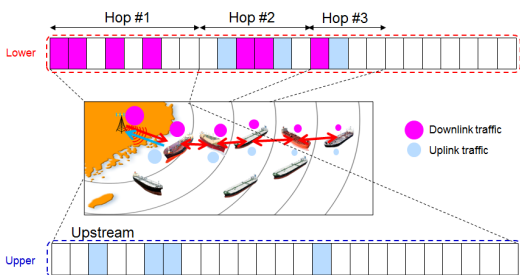 Hop #1 Hop #2 Hop #3
Lower
Downlink traffic
Uplink traffic
Upstream
Upper